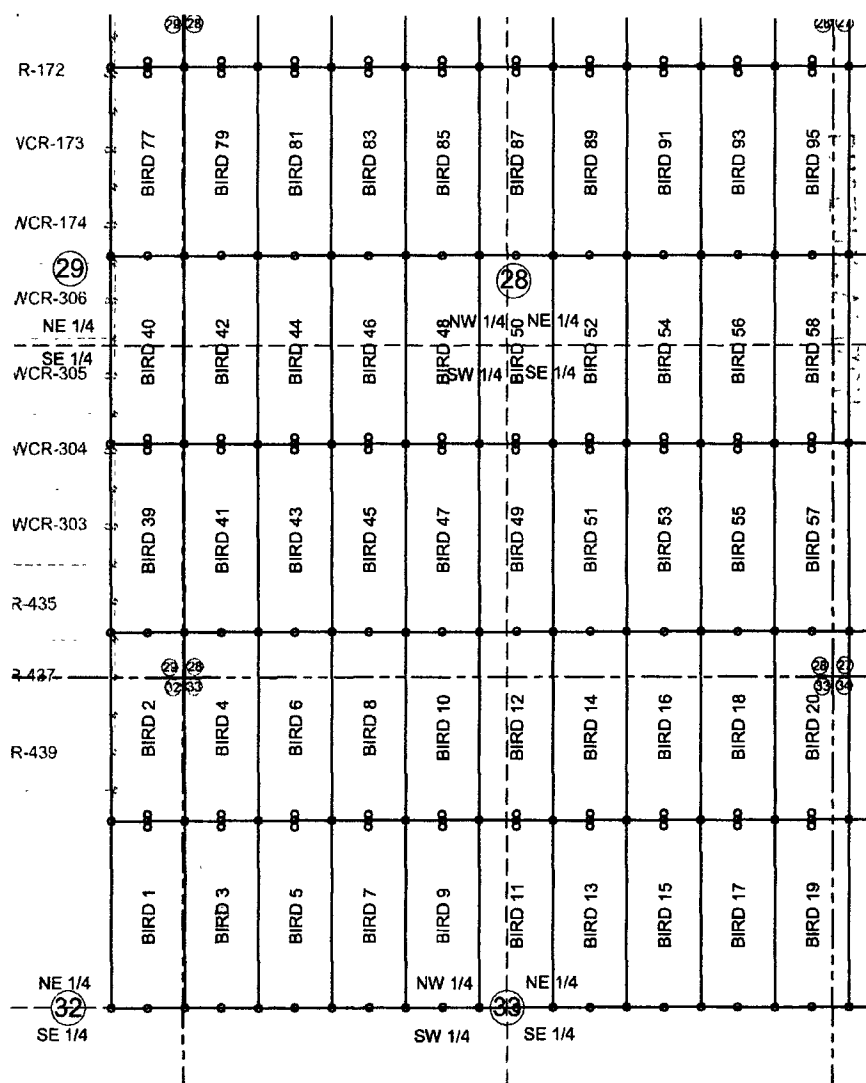 29 28
R-172
BIRD 77 BIRD 79 BIRD 81 BIRD 83 BIRD 85 BIRD 87 BIRD 89 BIRD 91 BIRD 93 BIRD 95
WCR-174
29
28
WCR-306
NE 1/4 NW 1/4 NE 1/4
BIRD 40 BIRD 42 BIRD 44 BIRD 46 BIRD 48 BIRD 50 BIRD 52 BIRD 54 BIRD 56 BIRD 58
SE 1/4 SW 1/4 SE 1/4
WCR-305
WCR-304
WCR-303
BIRD 39 BIRD 41 BIRD 43 BIRD 45 BIRD 47 BIRD 49 BIRD 51 BIRD 53 BIRD 55 BIRD 57
R-435
29 28 28 27
R-437
32 33 33 34
BIRD 2 BIRD 4 BIRD 6 BIRD 8 BIRD 10 BIRD 12 BIRD 14 BIRD 16 BIRD 18 BIRD 20
R-439
BIRD 1 BIRD 3 BIRD 5 BIRD 7 BIRD 9 BIRD 11 BIRD 13 BIRD 15 BIRD 17 BIRD 19
NE 1/4 NW 1/4 NE 1/4
32 33
SE 1/4 SW 1/4 SE 1/4